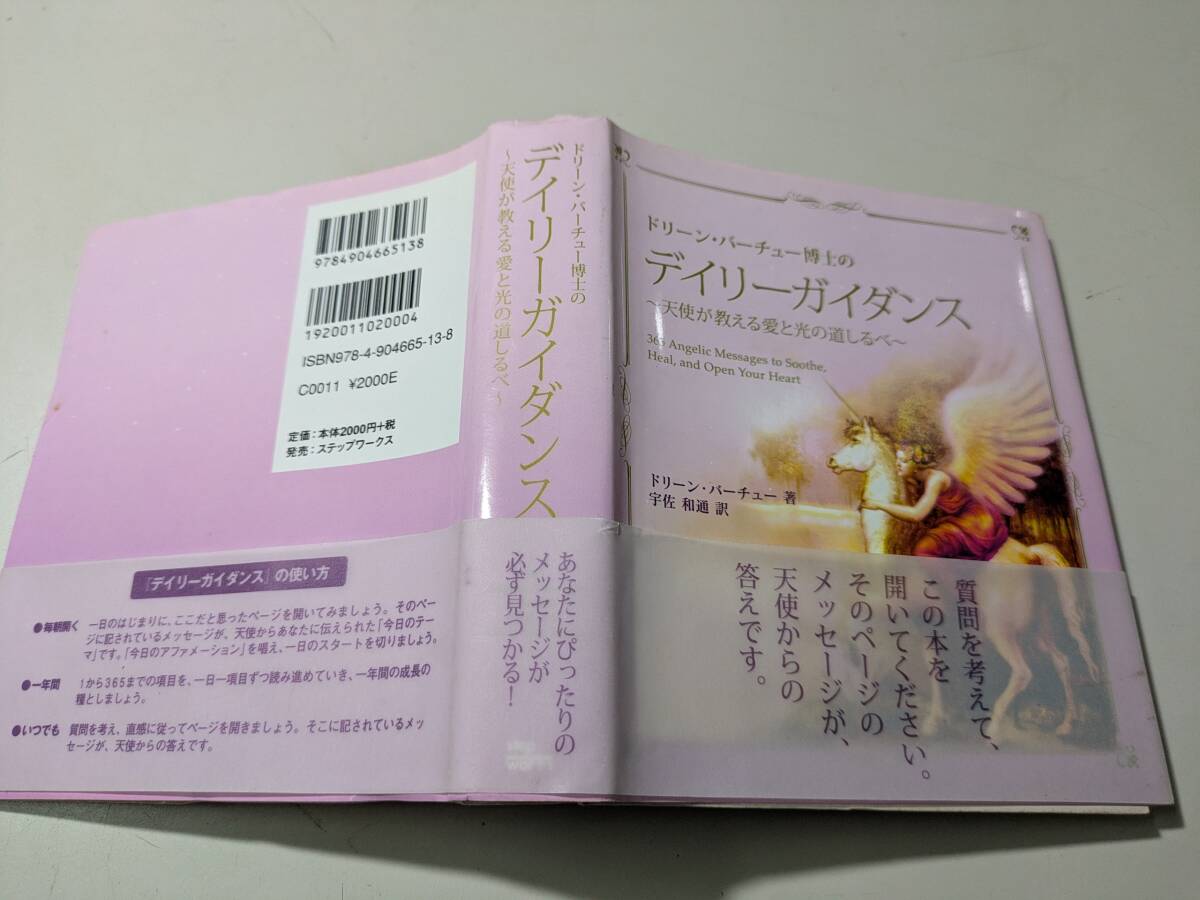 ドリーン・バーチュー博士の
デイリーガイダンス
～天使が教える愛と光の道しるべ～
365 Angelic Messages to Soothe,
Heal, and Open Your Heart
ドリーン・バーチュー 著
宇佐 和通 訳
質問を考えて、
この本を
開いてください。
そのページの
メッセージが、
天使からの
答えです。
ドリーン・バーチュー博士の
デイリーガイダンス
～天使が教える愛と光の道しるべ～
あなたにぴったりの
メッセージが
必ず見つかる！
step
works
9784904665138
1920011020004
ISBN978-4-904665-13-8
C0011 ¥2000E
定価：本体2000円+税
発売：ステップワークス
『デイリーガイダンス』の使い方
●毎朝開く 一日のはじまりに、ここだと思ったページを開いてみましょう。そのペー
ジに記されているメッセージが、天使からあなたに伝えられた「今日のテー
マ」です。「今日のアファメーション」を唱え、一日のスタートを切りましょう。
●一年間 1から365までの項目を、一日一項目ずつ読み進めていき、一年間の成長の
糧としましょう。
●いつでも 質問を考え、直感に従ってページを開きましょう。そこに記されているメッ
セージが、天使からの答えです。